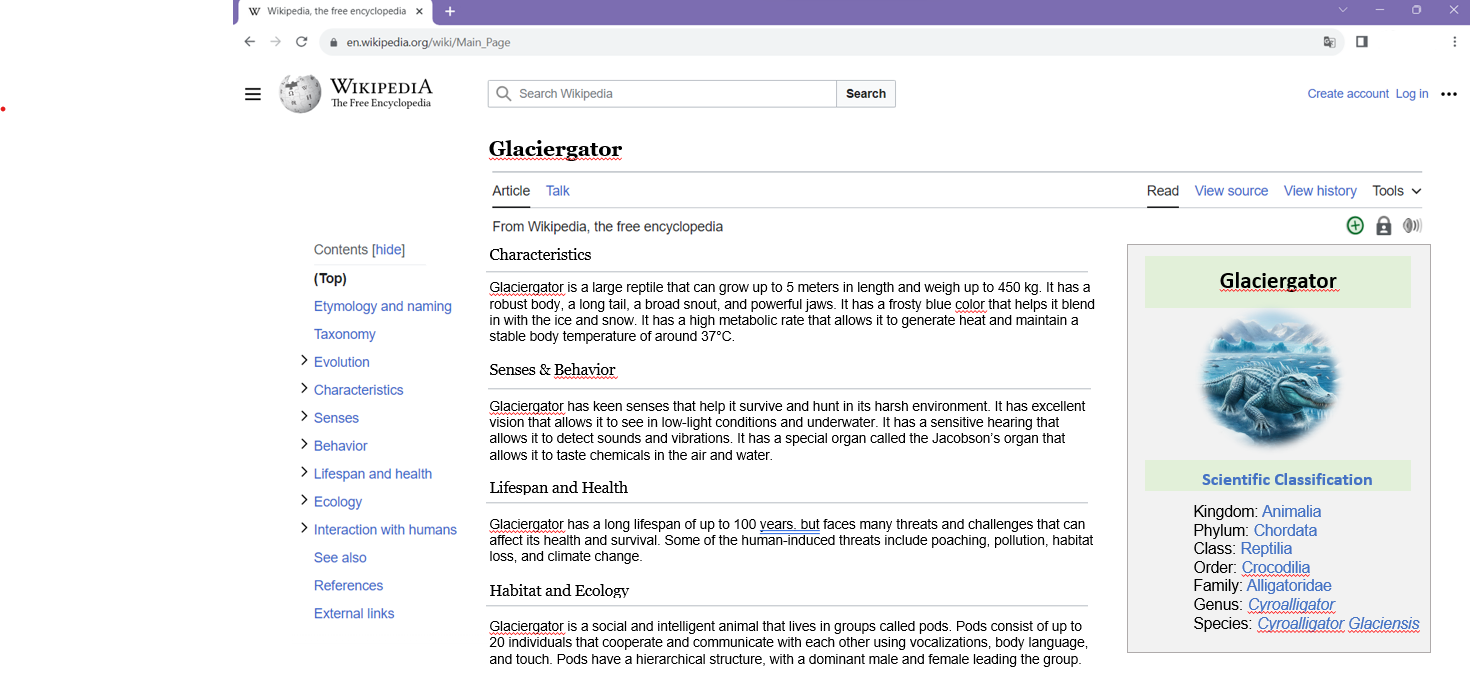 Wikipedia, the free encyclopedia
en.wikipedia.org/wiki/Main_Page
WIKIPEDIA
The Free Encyclopedia
Search Wikipedia
Search
Create account Log in
Glaciergator
Article Talk
Read View source View history Tools
From Wikipedia, the free encyclopedia
Contents [hide]
(Top)
Etymology and naming
Taxonomy
Evolution
Characteristics
Senses
Behavior
Lifespan and health
Ecology
Interaction with humans
See also
References
External links
Characteristics
Glaciergator is a large reptile that can grow up to 5 meters in length and weigh up to 450 kg. It has a
robust body, a long tail, a broad snout, and powerful jaws. It has a frosty blue color that helps it blend
in with the ice and snow. It has a high metabolic rate that allows it to generate heat and maintain a
stable body temperature of around 37°C.
Senses & Behavior
Glaciergator has keen senses that help it survive and hunt in its harsh environment. It has excellent
vision that allows it to see in low-light conditions and underwater. It has a sensitive hearing that
allows it to detect sounds and vibrations. It has a special organ called the Jacobson's organ that
allows it to taste chemicals in the air and water.
Lifespan and Health
Glaciergator has a long lifespan of up to 100 years. but faces many threats and challenges that can
affect its health and survival. Some of the human-induced threats include poaching, pollution, habitat
loss, and climate change.
Habitat and Ecology
Glaciergator is a social and intelligent animal that lives in groups called pods. Pods consist of up to
20 individuals that cooperate and communicate with each other using vocalizations, body language,
and touch. Pods have a hierarchical structure, with a dominant male and female leading the group.
Glaciergator
Scientific Classification
Kingdom: Animalia
Phylum: Chordata
Class: Reptilia
Order: Crocodilia
Family: Alligatoridae
Genus: Cyroalligator
Species: Cyroalligator Glaciensis